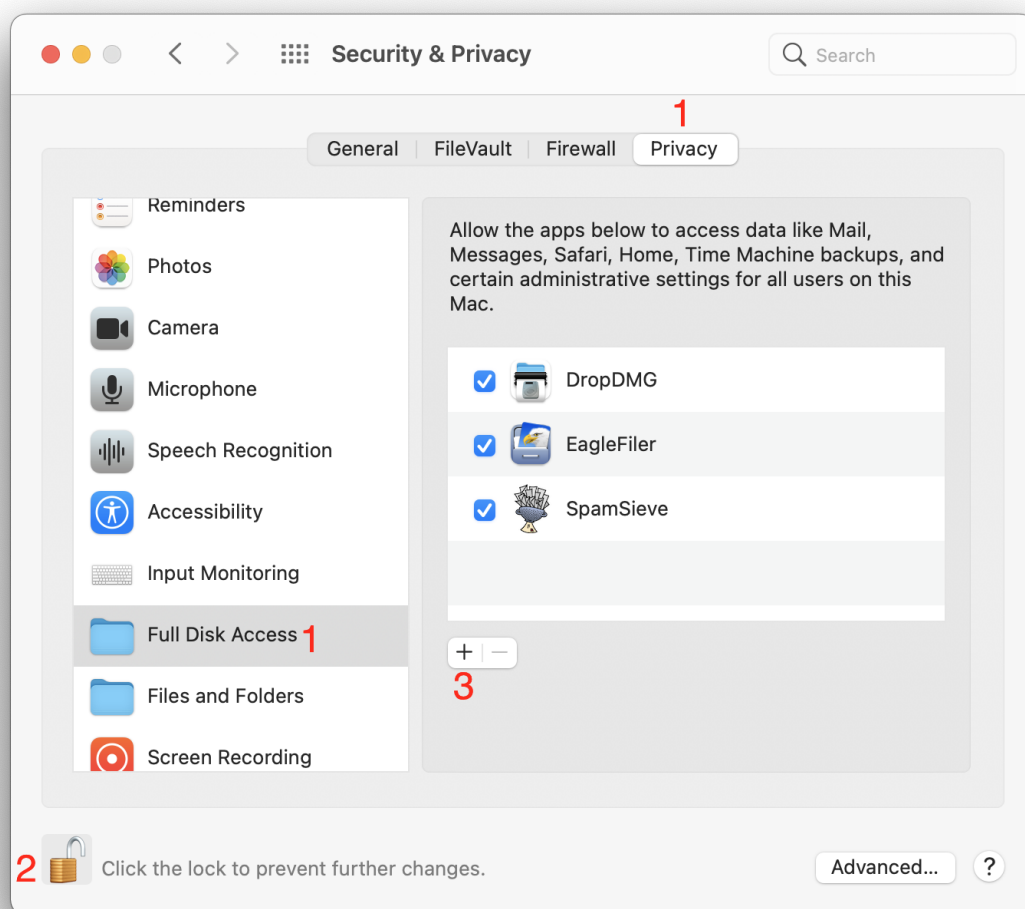 Security & Privacy
Search
1
General
FileVault
Firewall
Privacy
Reminders
Photos
Camera
Microphone
Speech Recognition
Accessibility
Input Monitoring
Full Disk Access 1
Files and Folders
Screen Recording
Allow the apps below to access data like Mail,
Messages, Safari, Home, Time Machine backups, and
certain administrative settings for all users on this
Mac.
DropDMG
EagleFiler
SpamSieve
+ −
3
2
Click the lock to prevent further changes.
Advanced...
?